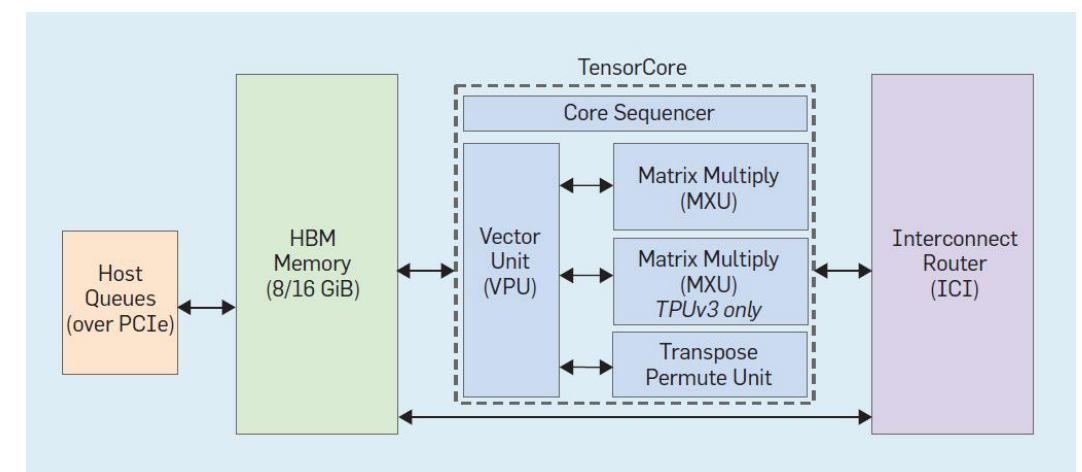 TensorCore
Core Sequencer
Host
Queues
(over PCIe)
HBM
Memory
(8/16 GiB)
Vector
Unit
(VPU)
Matrix Multiply
(MXU)
Matrix Multiply
(MXU)
TPUv3 only
Transpose
Permute Unit
Interconnect
Router
(ICI)